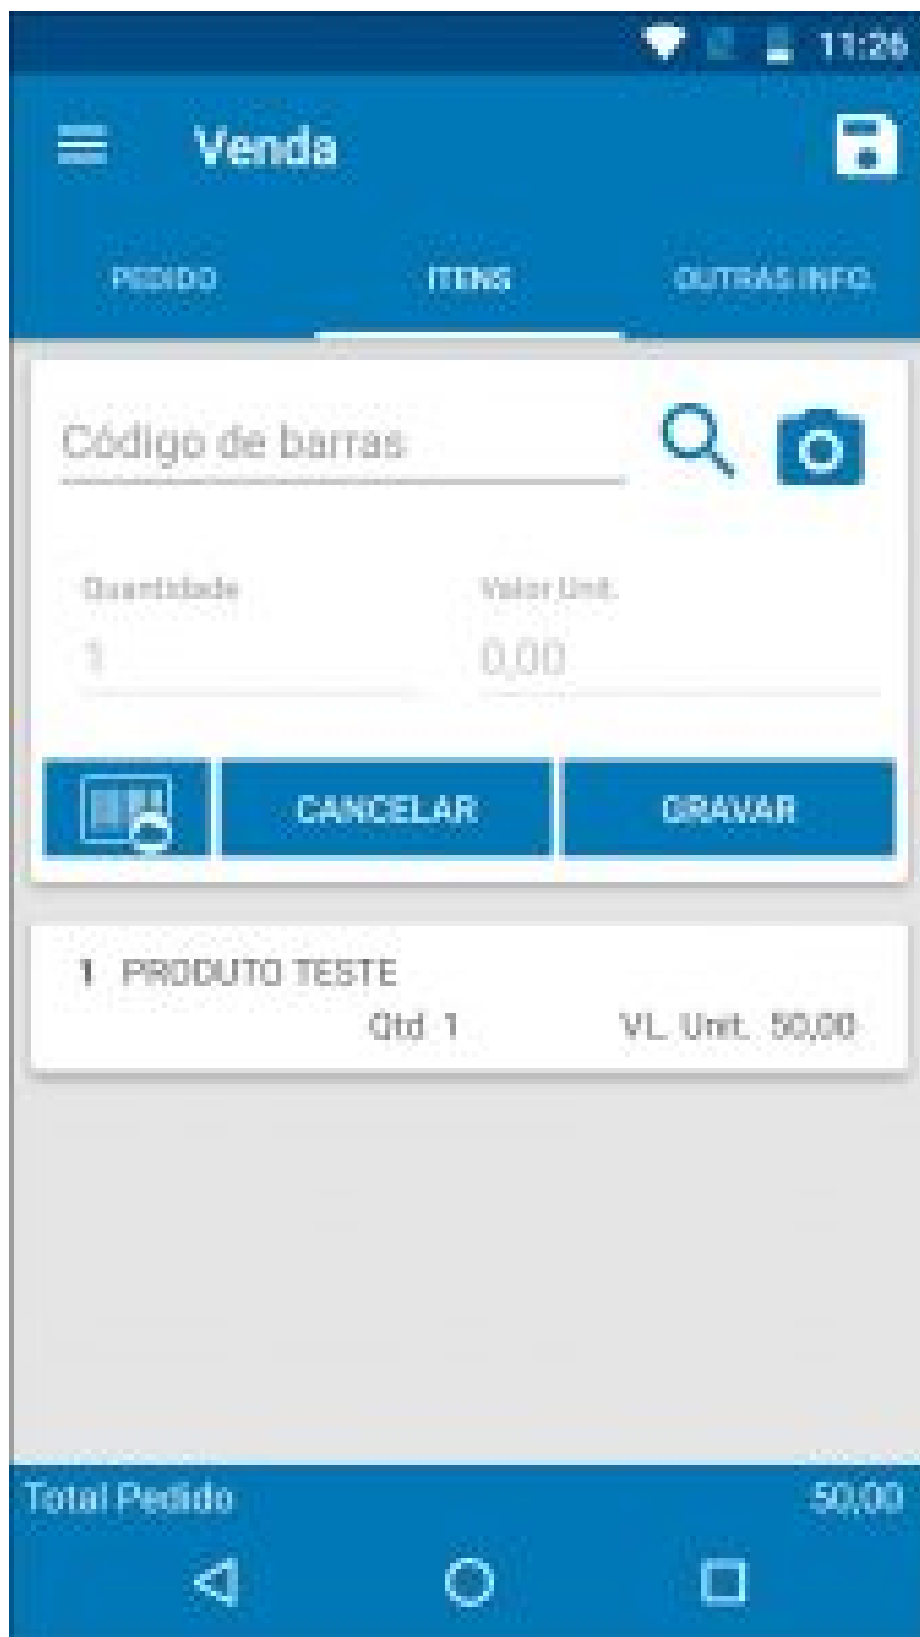 11:26
Venda
PEDIDO ITENS OUTRAS INFO.
Código de barras
Quantidade Valor Unit.
1 0,00
CANCELAR GRAVAR
1 PRODUTO TESTE
Qtd 1 VL. Unit. 50,00
Total Pedido 50,00